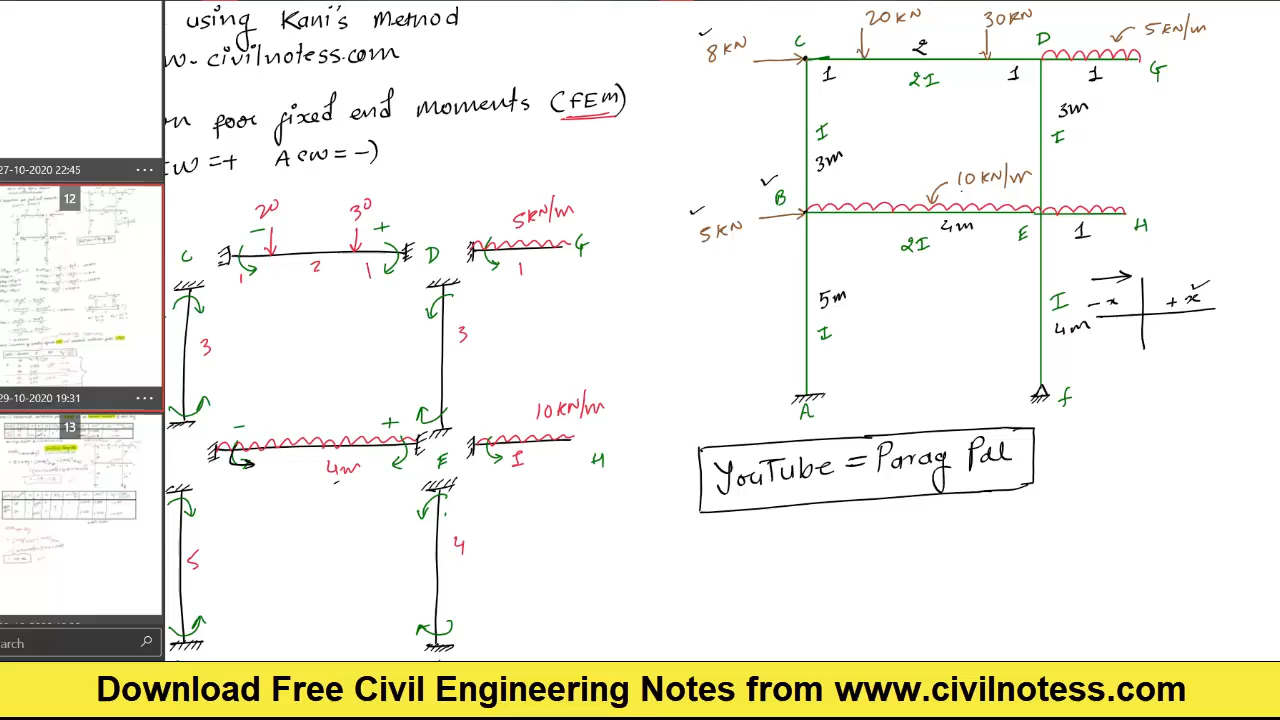 using Kani's method
w. civilnotess.com
n foor fixed end moments (FEM)
cw = + Acw = -)
20
30
-
+
5KN/m
C
D
G
1
2
1
1
3
3
10KN/m
-
+
E
H
4m
I
5
4
8KN
C
20KN
30KN
D
5KN/m
2
1
2I
1
1
G
I
3m
3m
I
B
10KN/m
5KN
4m
2I
E
1
H
5m
I
I
4m
-x
+x
A
f
YouTube = Parag Pal
27-10-2020 22:45
12
29-10-2020 19:31
13
earch
Download Free Civil Engineering Notes from www.civilnotess.com